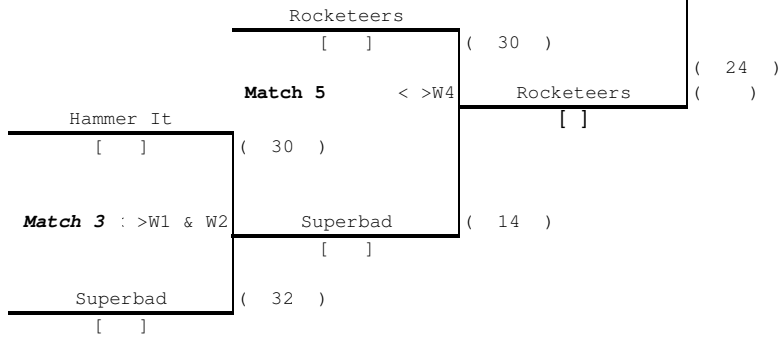 Rocketeers
[ ] ( 30 )
( 24 )
Match 5 < >W4 Rocketeers ( )
Hammer It [ ]
[ ] ( 30 )
Match 3 : >W1 & W2 Superbad ( 14 )
[ ]
Superbad ( 32 )
[ ]